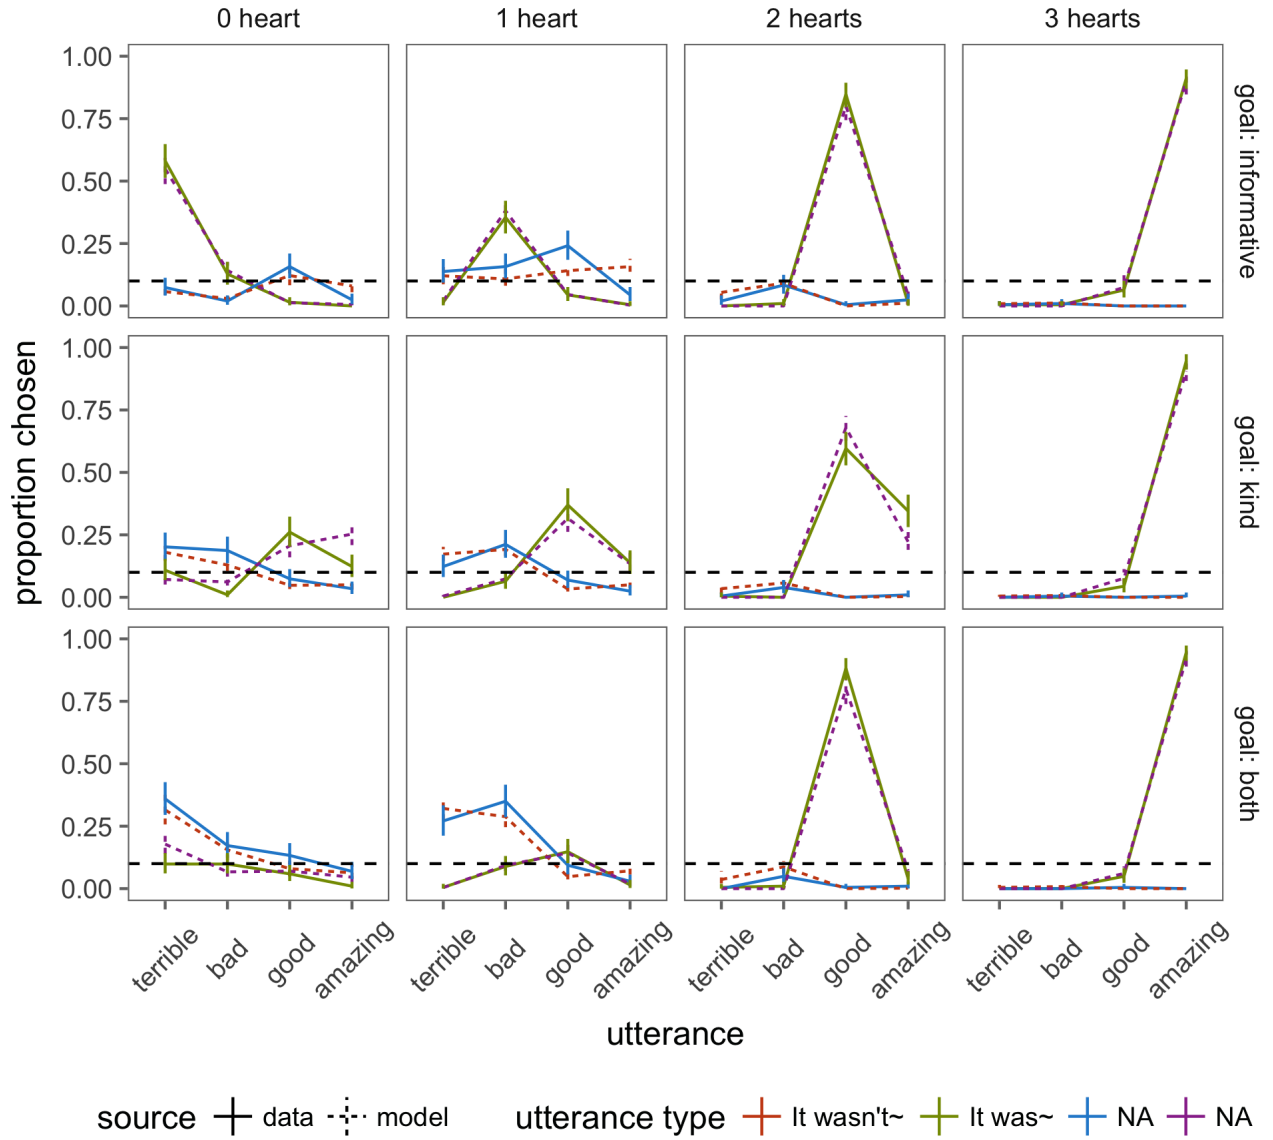 0 heart 1 heart 2 hearts 3 hearts
1.00
0.75
0.50
0.25
0.00
goal: informative
1.00
0.75
0.50
0.25
0.00
goal: kind
1.00
0.75
0.50
0.25
0.00
goal: both
proportion chosen
terrible bad good amazing terrible bad good amazing terrible bad good amazing terrible bad good amazing
utterance
source data model utterance type It wasn't~ It was~ NA NA